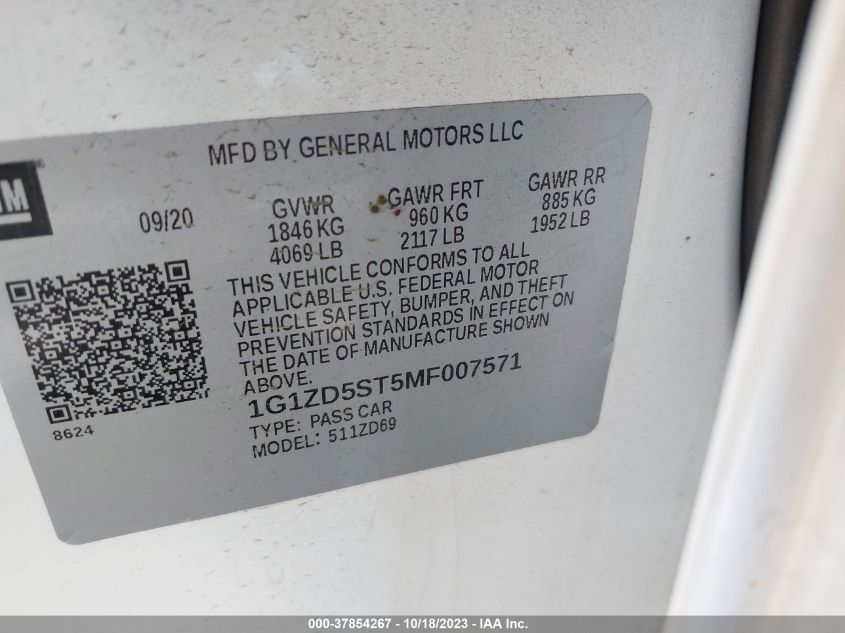 MFD BY GENERAL MOTORS LLC
GM
09/20
GVWR
1846 KG
4069 LB
GAWR FRT
960 KG
2117 LB
GAWR RR
885 KG
1952 LB
THIS VEHICLE CONFORMS TO ALL
APPLICABLE U.S. FEDERAL MOTOR
VEHICLE SAFETY, BUMPER, AND THEFT
PREVENTION STANDARDS IN EFFECT ON
THE DATE OF MANUFACTURE SHOWN
ABOVE.
1G1ZD5ST5MF007571
TYPE: PASS CAR
MODEL: 511ZD69
8624
000-37854267 - 10/18/2023 - IAA Inc.